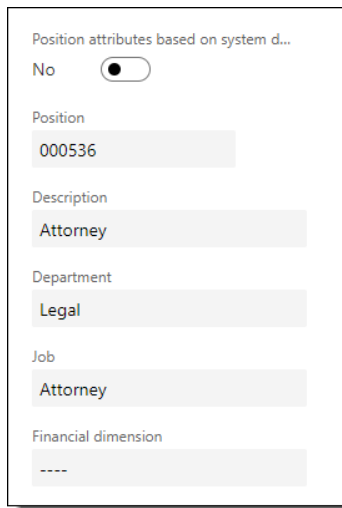 Position attributes based on system d...
No
Position
000536
Description
Attorney
Department
Legal
Job
Attorney
Financial dimension
----